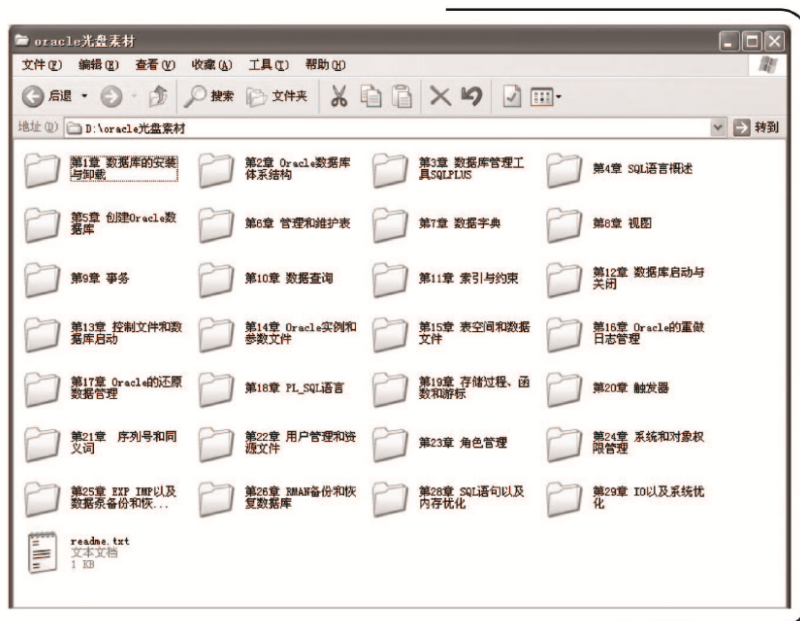 oracle光盘素材
文件(F) 编辑(E) 查看(V) 收藏(A) 工具(T) 帮助(H)
后退 搜索 文件夹
地址(D) D:\oracle光盘素材 转到
第1章 数据库的安装
与卸载
第2章 Oracle数据库
体系结构
第3章 数据库管理工
具SQLPLUS
第4章 SQL语言概述
第5章 创建Oracle数
据库
第6章 管理和维护表
第7章 数据字典
第8章 视图
第9章 事务
第10章 数据查询
第11章 索引与约束
第12章 数据库启动与
关闭
第13章 控制文件和数
据库启动
第14章 Oracle实例和
参数文件
第15章 表空间和数据
文件
第16章 Oracle的重做
日志管理
第17章 Oracle的还原
数据管理
第18章 PL_SQL语言
第19章 存储过程、函
数和游标
第20章 触发器
第21章 序列号和同
义词
第22章 用户管理和资
源文件
第23章 角色管理
第24章 系统和对象权
限管理
第25章 EXP IMP以及
数据泵备份和恢...
第26章 RMAN备份和恢
复数据库
第28章 SQL语句以及
内存优化
第29章 IO以及系统优
化
readme.txt
文本文档
1 KB